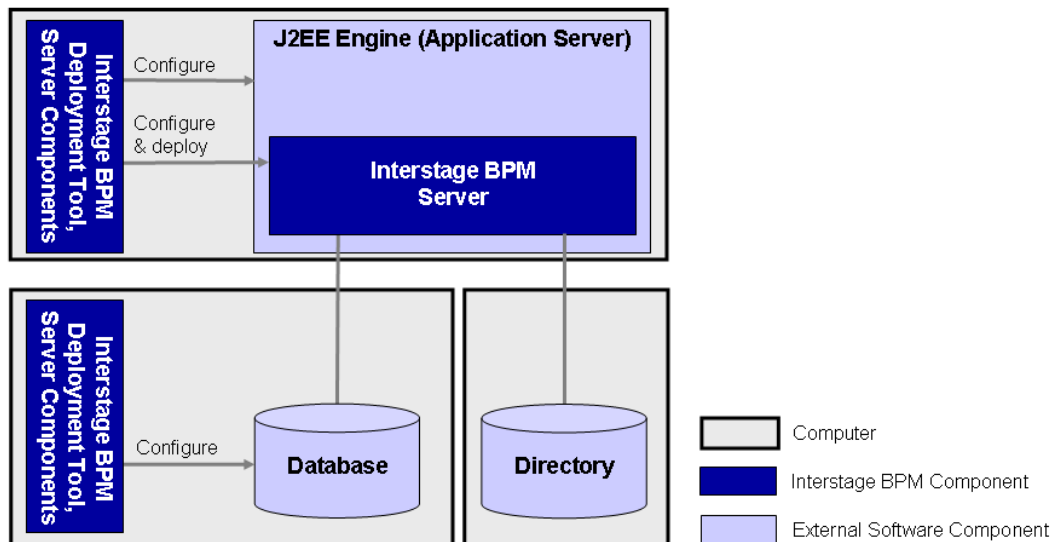 Interstage BPM
Deployment Tool,
Server Components
Configure
Configure
& deploy
J2EE Engine (Application Server)
Interstage BPM
Server
Interstage BPM
Deployment Tool,
Server Components
Configure
Database
Directory
Computer
Interstage BPM Component
External Software Component